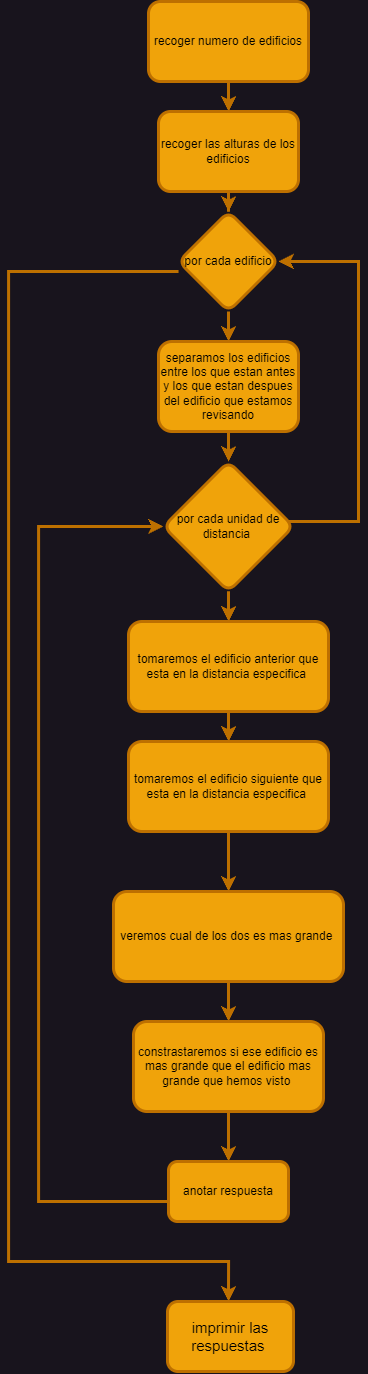 recoger numero de edificios
recoger las alturas de los
edificios
por cada edificio
separamos los edificios
entre los que estan antes
y los que estan despues
del edificio que estamos
revisando
por cada unidad de
distancia
tomaremos el edificio anterior que
esta en la distancia especifica
tomaremos el edificio siguiente que
esta en la distancia especifica
veremos cual de los dos es mas grande
constrastaremos si ese edificio es
mas grande que el edificio mas
grande que hemos visto
anotar respuesta
imprimir las
respuestas